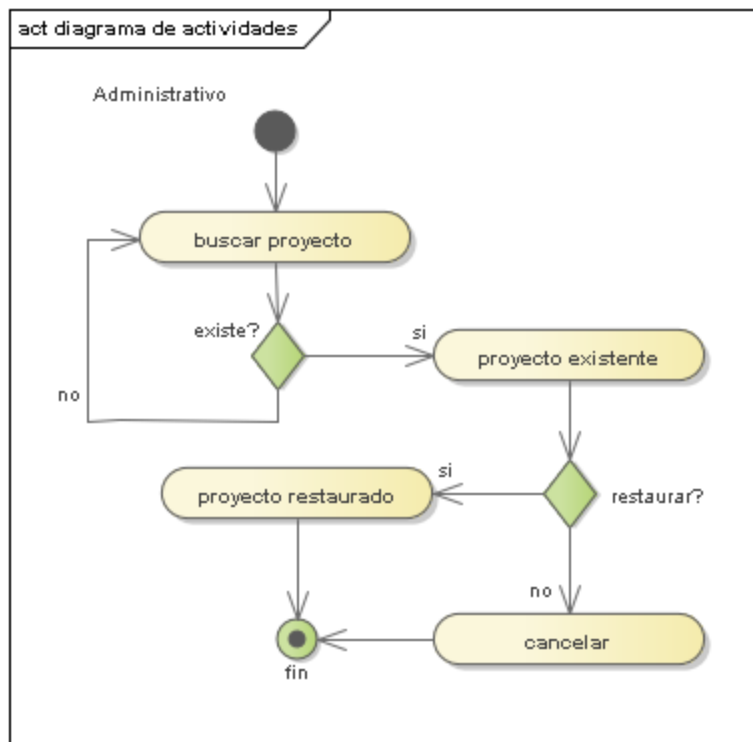 act diagrama de actividades
Administrativo
buscar proyecto
existe?
si
proyecto existente
no
si
proyecto restaurado
restaurar?
no
cancelar
fin